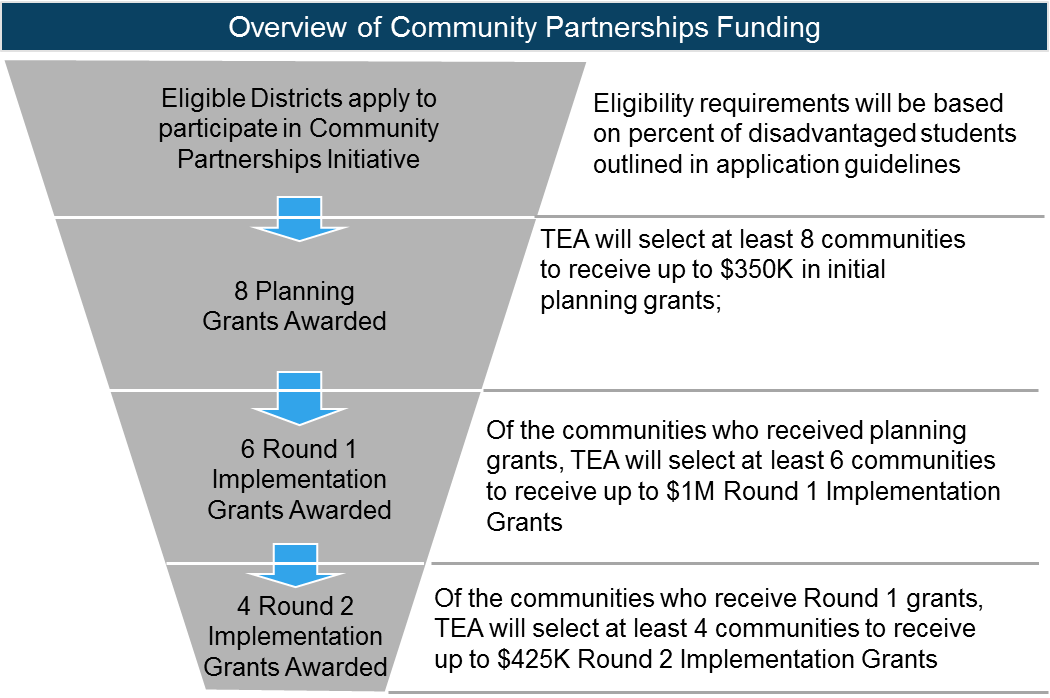 Overview of Community Partnerships Funding
Eligible Districts apply to
participate in Community
Partnerships Initiative
Eligibility requirements will be based
on percent of disadvantaged students
outlined in application guidelines
8 Planning
Grants Awarded
TEA will select at least 8 communities
to receive up to $350K in initial
planning grants;
6 Round 1
Implementation
Grants Awarded
Of the communities who received planning
grants, TEA will select at least 6 communities
to receive up to $1M Round 1 Implementation
Grants
4 Round 2
Implementation
Grants Awarded
Of the communities who receive Round 1 grants,
TEA will select at least 4 communities to receive
up to $425K Round 2 Implementation Grants